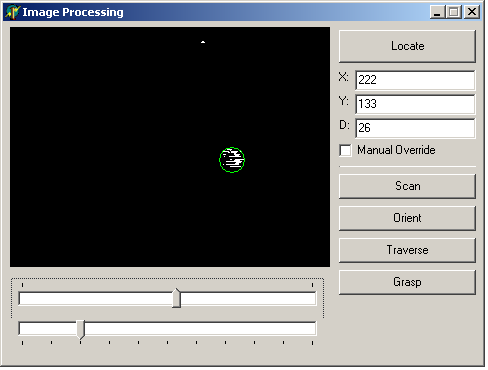 Image Processing
Locate
X: 222
Y: 133
D: 26
Manual Override
Scan
Orient
Traverse
Grasp